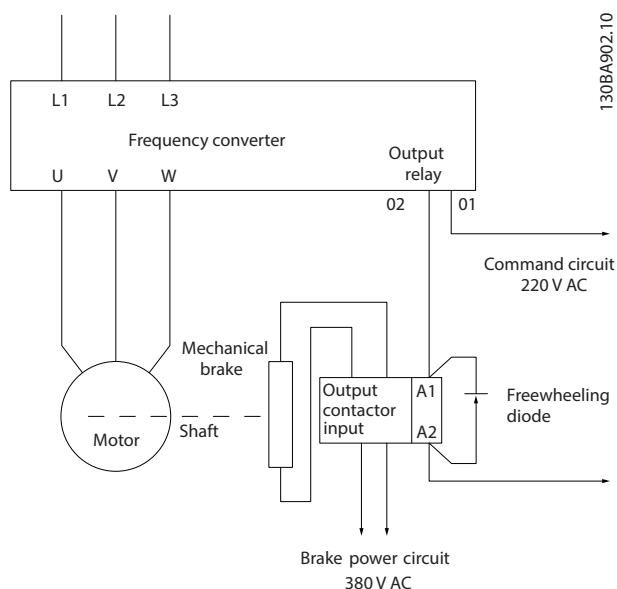 130BA902.10
L1 L2 L3
Frequency converter
Output
relay
U V W
02 01
Command circuit
220 V AC
Mechanical
brake
Output
contactor
input
A1
A2
Freewheeling
diode
Motor
Shaft
Brake power circuit
380 V AC